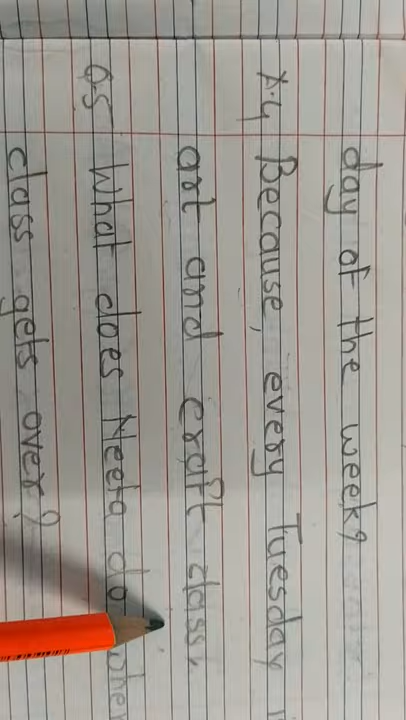 day of the week?
A.4 Because, every Tuesday
art and craft class.
Q.5 What does Neeta do when
class gets over?